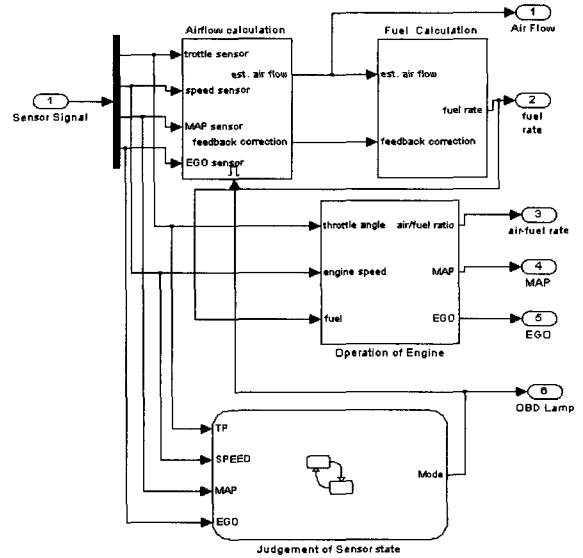 Airflow calculation
Fuel Calculation
1
Air Flow
trottle sensor
est. air flow
est. air flow
speed sensor
1
Sensor Signal
fuel rate
2
fuel
rate
MAP sensor
feedback correction
feedback correction
EGO sensor
throttle angle
air/fuel ratio
3
air-fuel rate
engine speed
MAP
4
MAP
fuel
EGO
5
EGO
Operation of Engine
6
OBD Lamp
TP
SPEED
Mode
MAP
EGO
Judgement of Sensor state